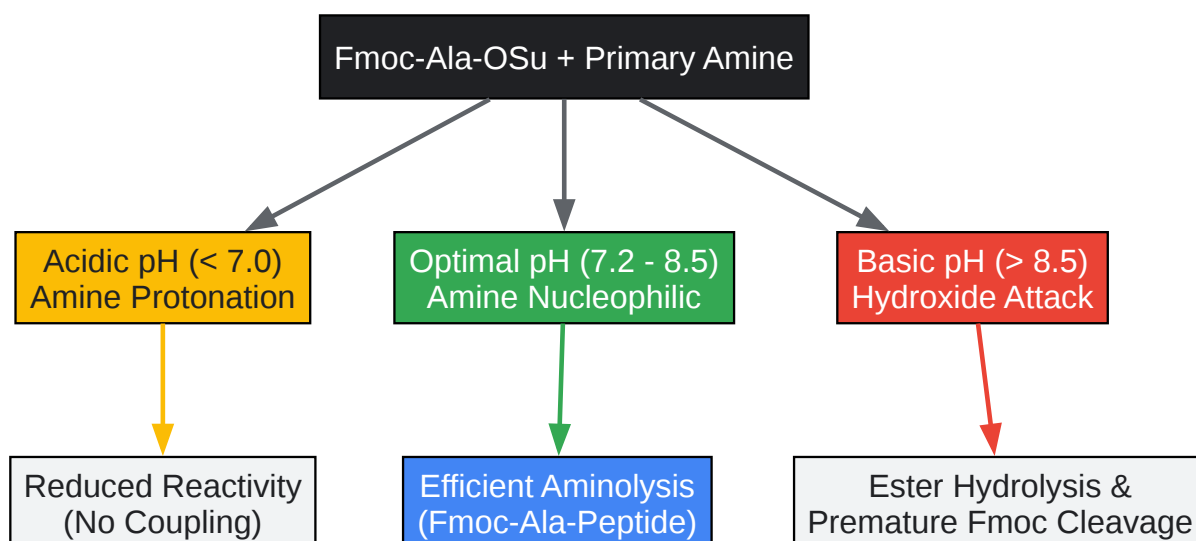 Fmoc-Ala-OSu + Primary Amine
Acidic pH (< 7.0)
Amine Protonation
Optimal pH (7.2 - 8.5)
Amine Nucleophilic
Basic pH (> 8.5)
Hydroxide Attack
Reduced Reactivity
(No Coupling)
Efficient Aminolysis
(Fmoc-Ala-Peptide)
Ester Hydrolysis &
Premature Fmoc Cleavage